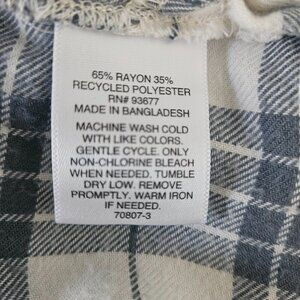 65% RAYON 35%
RECYCLED POLYESTER
RN# 93677
MADE IN BANGLADESH
MACHINE WASH COLD
WITH LIKE COLORS.
GENTLE CYCLE. ONLY
NON-CHLORINE BLEACH
WHEN NEEDED. TUMBLE
DRY LOW. REMOVE
PROMPTLY. WARM IRON
IF NEEDED.
70807-3